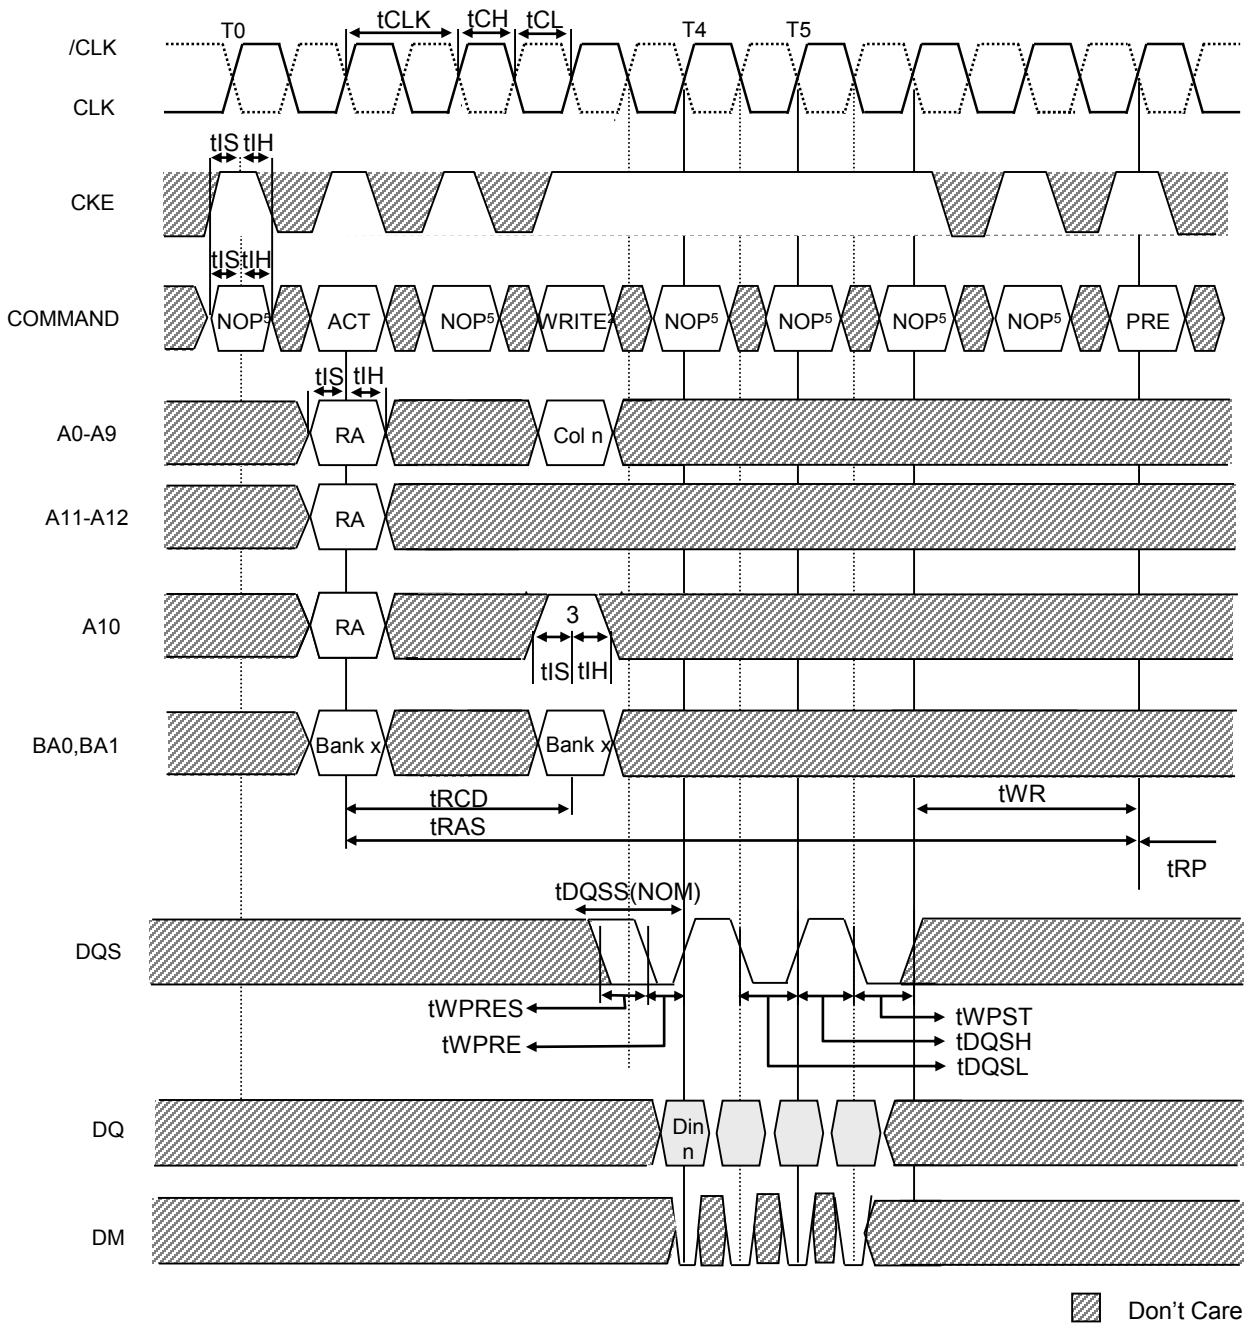 tCLK tCH tCL
T0 T4 T5
/CLK
CLK
tIS tIH
CKE
tIS tIH
COMMAND NOP5 ACT NOP5 WRITE2 NOP5 NOP5 NOP5 NOP5 PRE
tIS tIH
A0-A9 RA Col n
A11-A12 RA
A10 RA 3
tIS tIH
BA0,BA1 Bank x Bank x
tRCD tWR
tRAS
tRP
tDQSS(NOM)
DQS
tWPRES tWPST
tWPRE tDQSH
tDQSL
DQ Din
n
DM
Don't Care